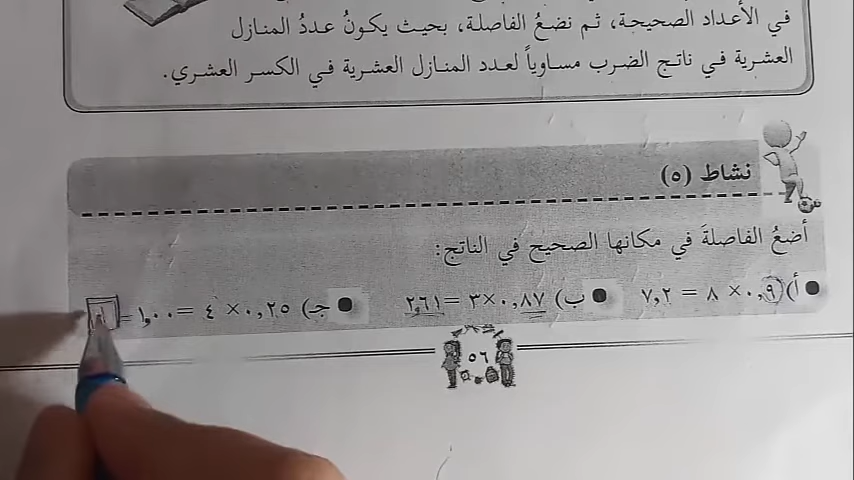 في الأعداد الصحيحة، ثم نضعُ الفاصلة، بحيث يكونُ عددُ المنازل
العشرية في ناتج الضرب مساوياً لعدد المنازل العشرية في الكسر العشري.
نشاط (٥)
أضعُ الفاصلةَ في مكانها الصحيح في الناتج:
أ) ٠,٩ × ٨ = ٧,٢ ب) ٠,٨٧ × ٣ = ٢,٦١ جـ) ٠,٢٥ × ٤ = ١,٠٠ = ١
٥٦